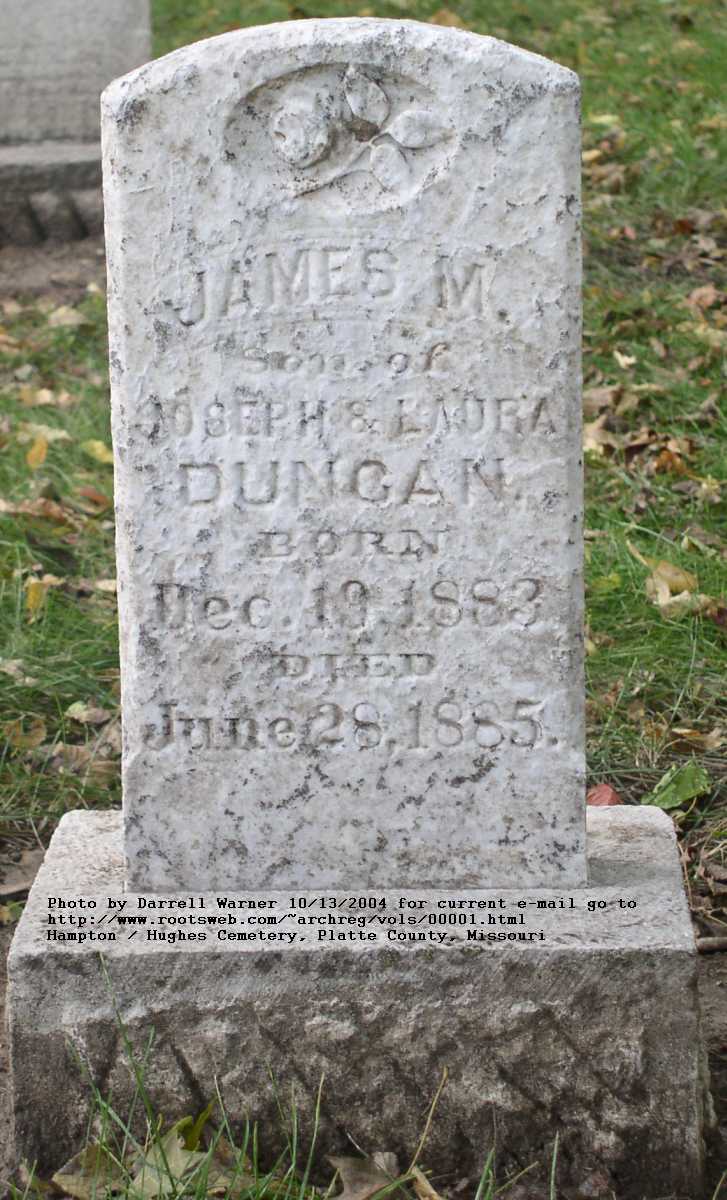 JAMES M.
Son of
JOSEPH & LAURA
DUNCAN.
BORN
Dec. 19, 1883.
DIED
June 28, 1885.
Photo by Darrell Warner 10/13/2004 for current e-mail go to
http://www.rootsweb.com/~archreg/vols/00001.html
Hampton / Hughes Cemetery, Platte County, Missouri